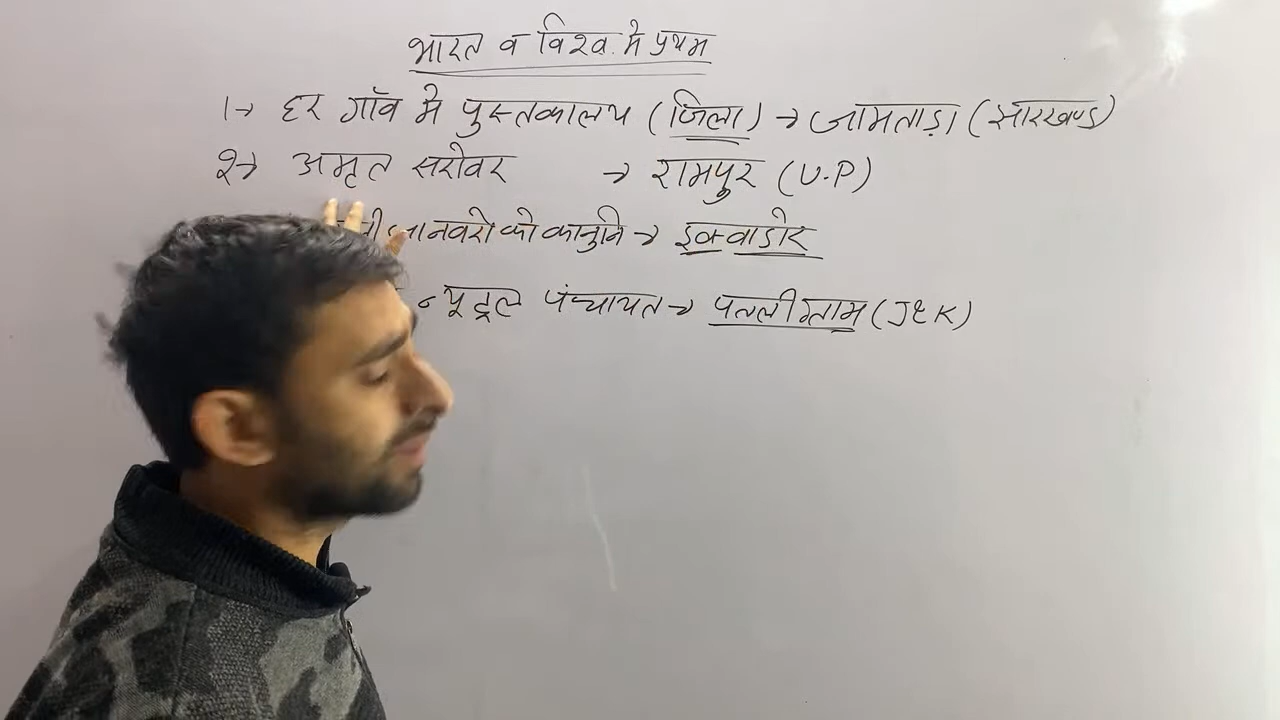 भारत व विश्व में प्रथम
1→ हर गाँव में पुस्तकालय (जिला) → जामताड़ा (झारखण्ड)
2→ अमृत सरोवर → रामपुर (U.P)
जानवरो को कानुनि → इक्वाडोर
न्यूट्रल पंचायत → पल्लीग्राम (J&K)